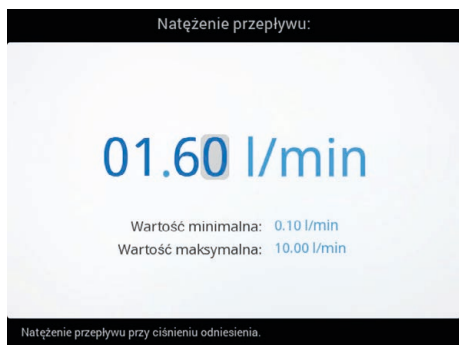 Natężenie przepływu:
01.60 l/min
Wartość minimalna: 0.10 l/min
Wartość maksymalna: 10.00 l/min
Natężenie przepływu przy ciśnieniu odniesienia.